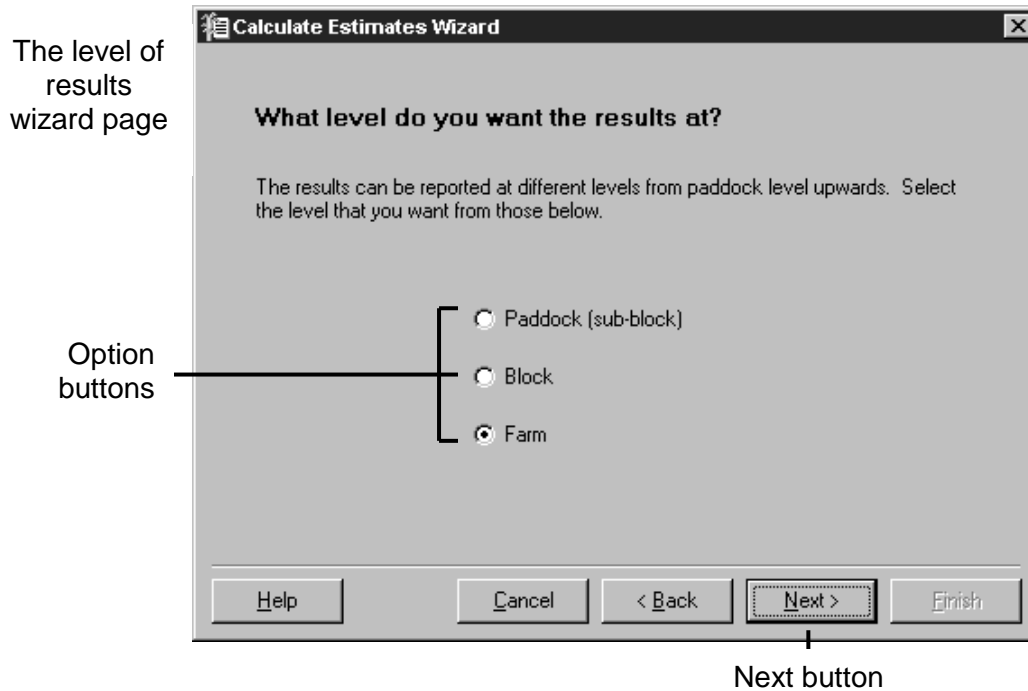 Calculate Estimates Wizard
The level of
results
wizard page
What level do you want the results at?
The results can be reported at different levels from paddock level upwards.  Select
the level that you want from those below.
Paddock (sub-block)
Option
buttons
Block
Farm
Help
Cancel
< Back
Next >
Finish
Next button